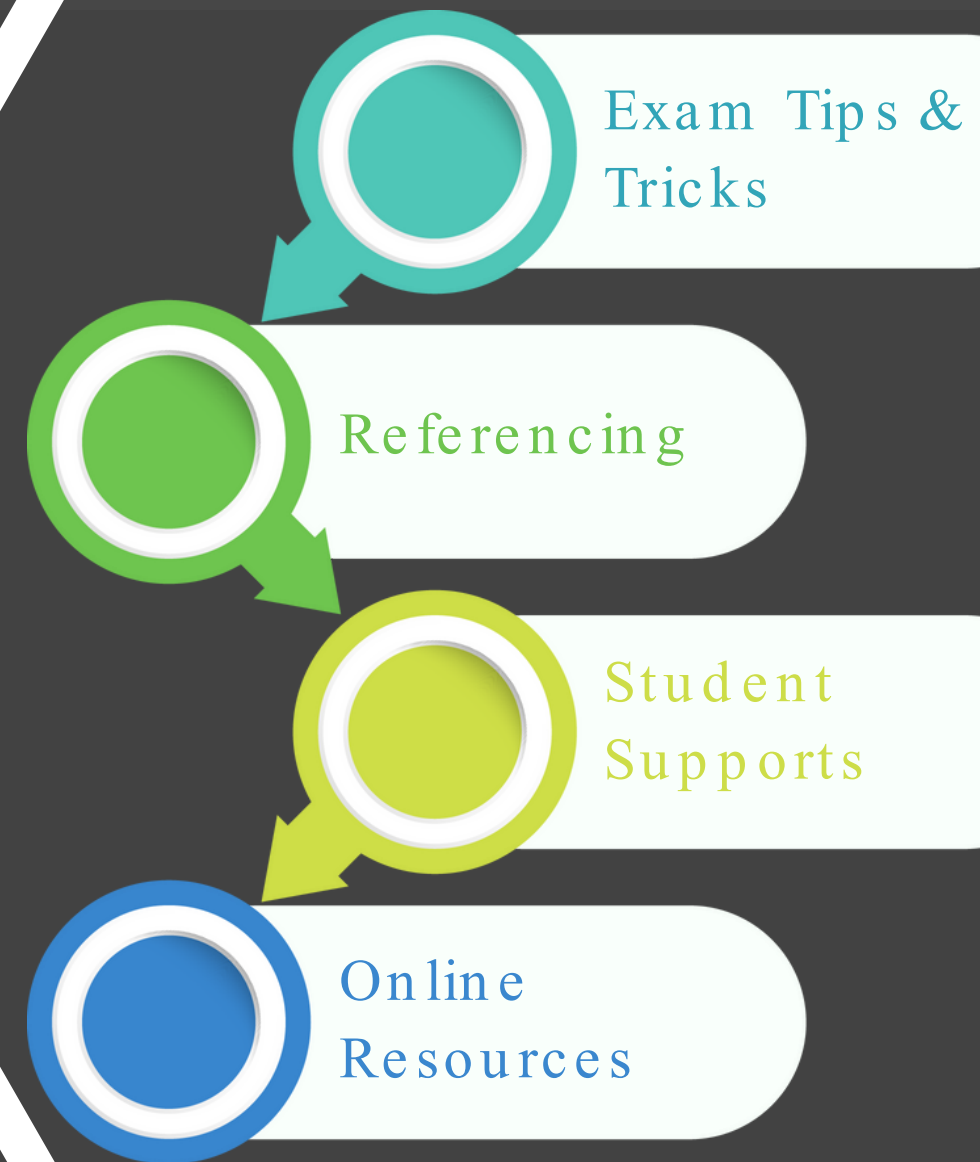 Exam Tips &
Tricks
Referencing
Student
Supports
Online
Resources